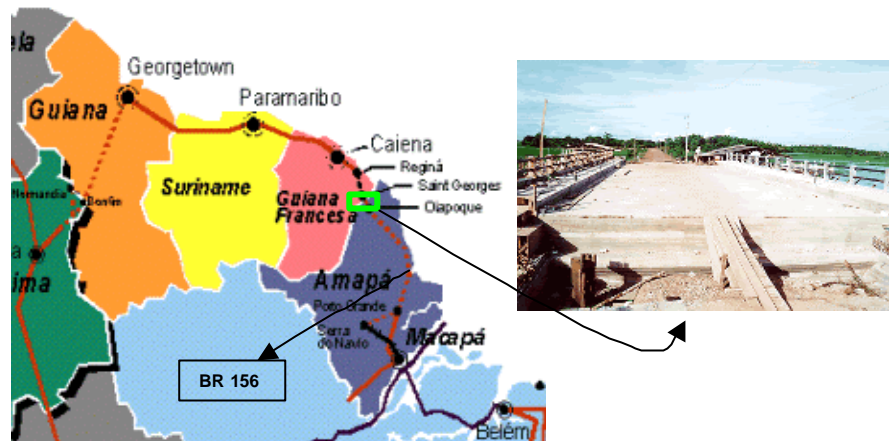 ela
Georgetown
Paramaribo
Guiana
Caiena
Reginá
Saint Georges
Suriname
Guiana
Francesa
Oiapoque
Normandia
Bonfim
a
ima
Amapá
Porto Grande
Serra
do Navio
Macapá
BR 156
Belém